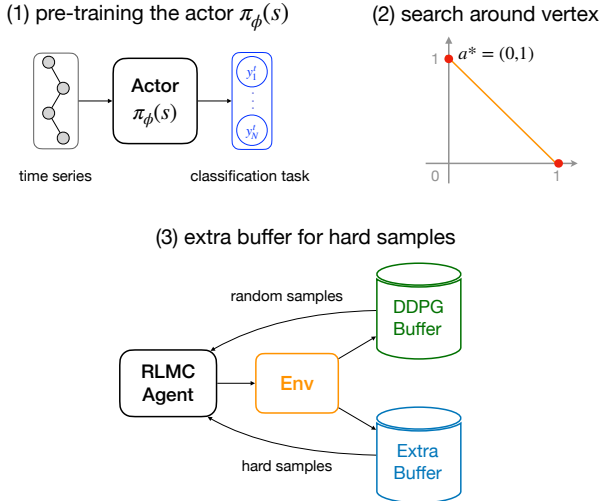 (1) pre-training the actor π_ϕ(s)
(2) search around vertex
Actor
π_ϕ(s)
y_1^t
⋮
y_N^t
time series
classification task
1
a* = (0,1)
0
1
(3) extra buffer for hard samples
random samples
DDPG
Buffer
RLMC
Agent
Env
hard samples
Extra
Buffer